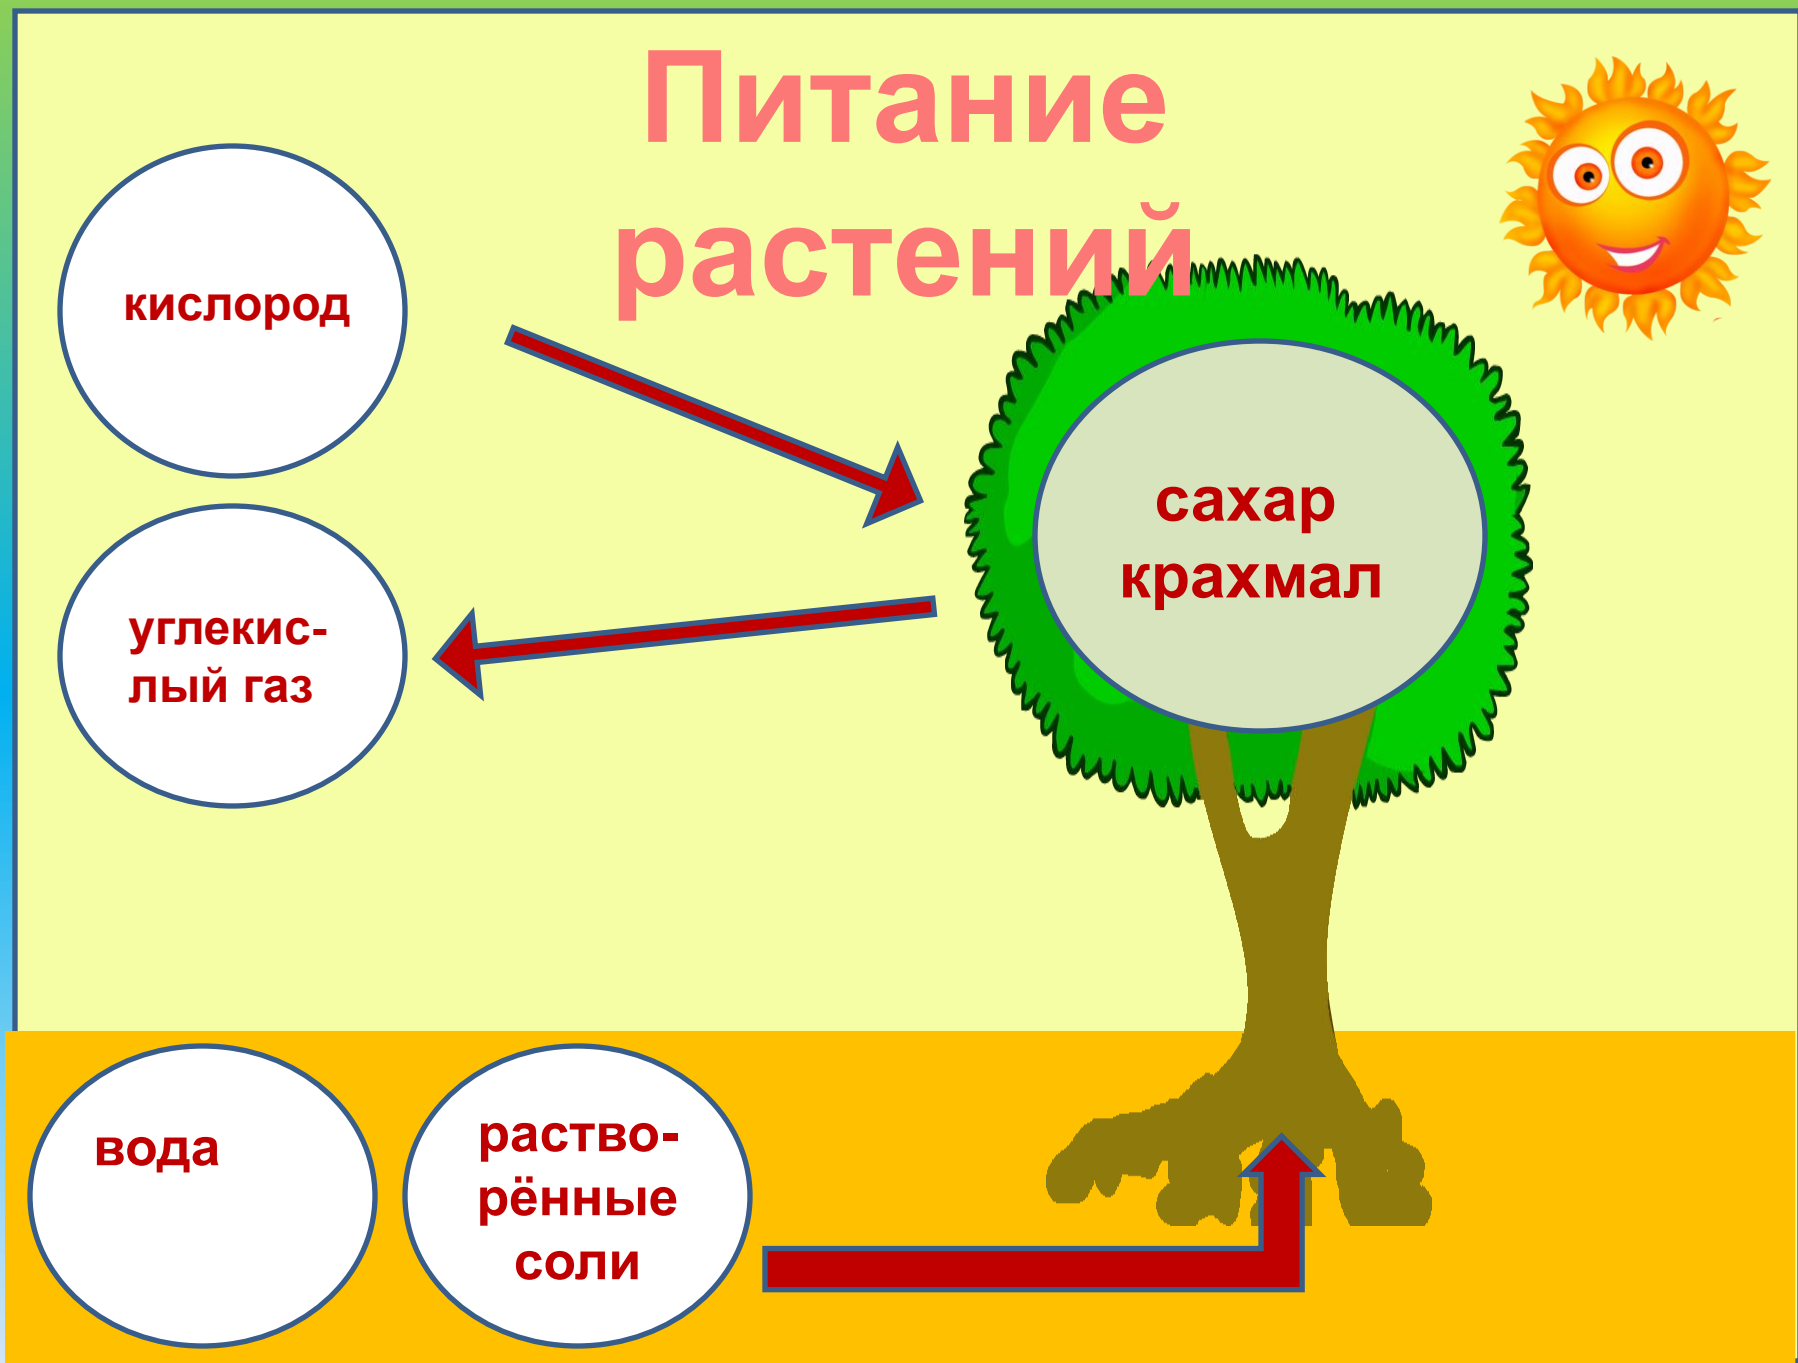 Питание
растений
кислород
сахар
крахмал
углекис-
лый газ
вода
раство-
рённые
соли